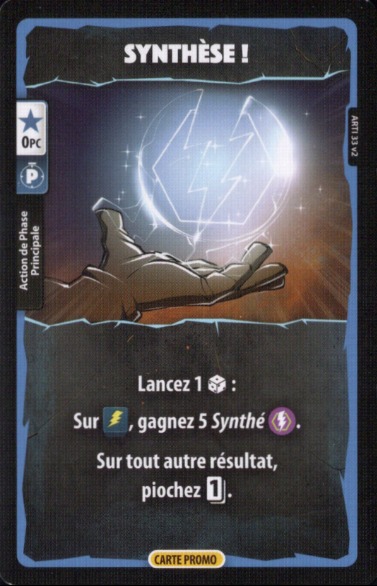 SYNTHÈSE !
0PC
P
Action de Phase
Principale
ARTI 33 v2
Lancez 1 :
Sur , gagnez 5 Synthé .
Sur tout autre résultat,
piochez 1 .
CARTE PROMO